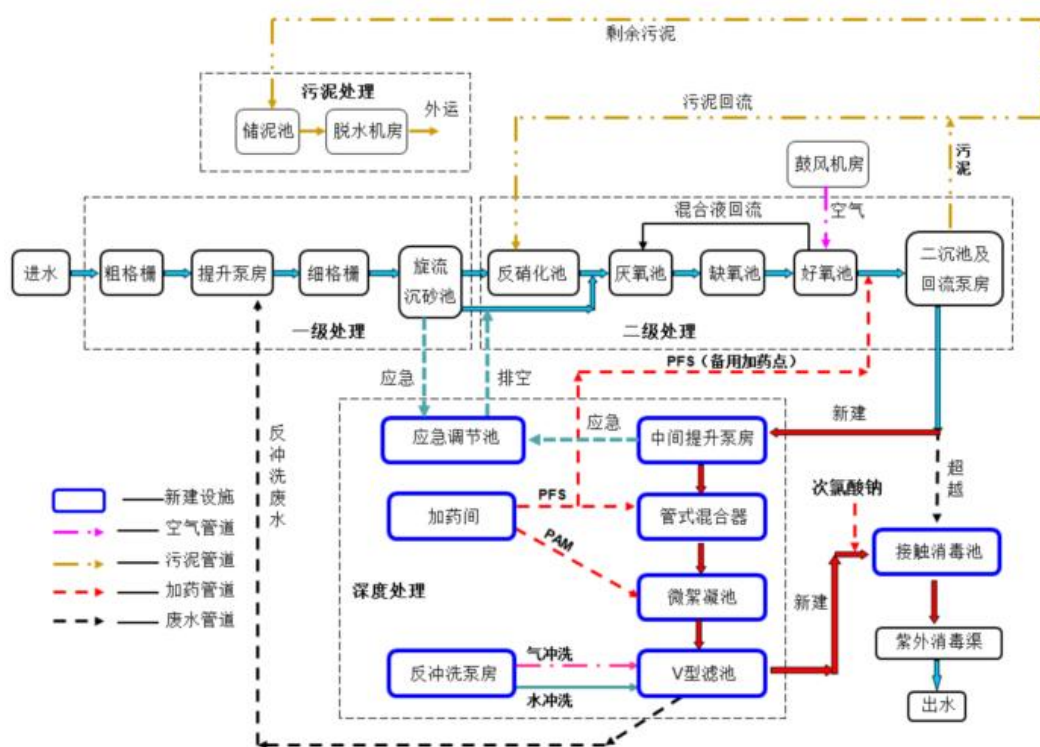 剩余污泥
污泥处理
外运
储泥池
脱水机房
污泥回流
污泥
鼓风机房
空气
混合液回流
进水
粗格栅
提升泵房
细格栅
旋流
沉砂池
反硝化池
厌氧池
缺氧池
好氧池
二沉池及
回流泵房
一级处理
二级处理
PFS（备用加药点）
应急
排空
新建
反冲洗废水
应急调节池
应急
中间提升泵房
超越
次氯酸钠
新建设施
空气管道
污泥管道
加药管道
废水管道
加药间
PFS
PAM
管式混合器
接触消毒池
深度处理
微絮凝池
新建
紫外消毒渠
反冲洗泵房
气冲洗
水冲洗
V型滤池
出水